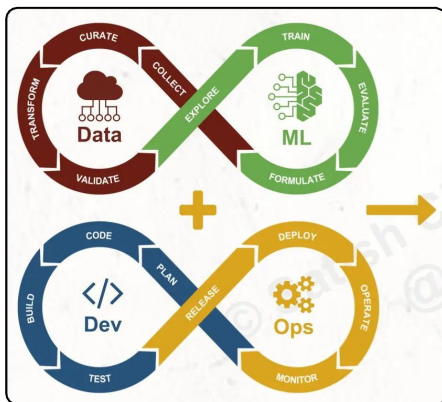 CURATE
COLLECT
TRANSFORM
VALIDATE
Data
EXPLORE
TRAIN
EVALUATE
FORMULATE
ML
CODE
PLAN
BUILD
TEST
</>
Dev
RELEASE
DEPLOY
OPERATE
MONITOR
Ops